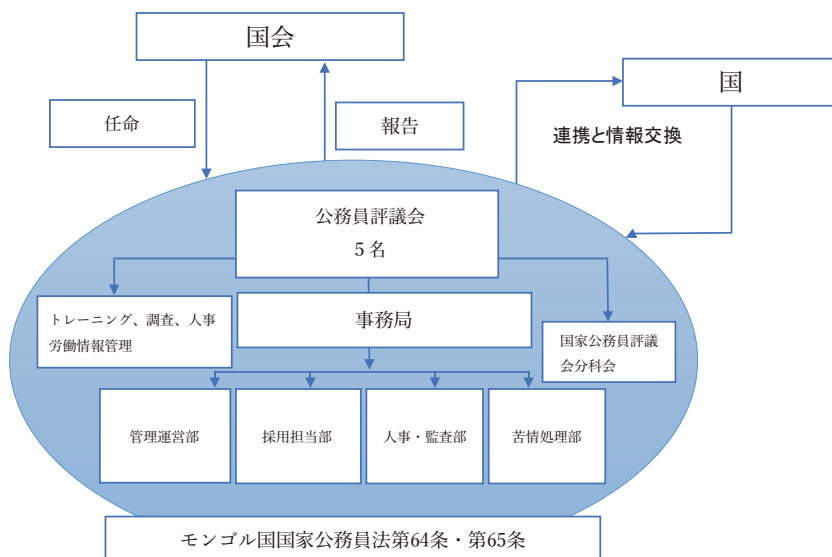 国会
国
任命
報告
連携と情報交換
公務員評議会
5名
トレーニング、調査、人事
労働情報管理
事務局
国家公務員評議
会分科会
管理運営部
採用担当部
人事・監査部
苦情処理部
モンゴル国国家公務員法第64条・第65条